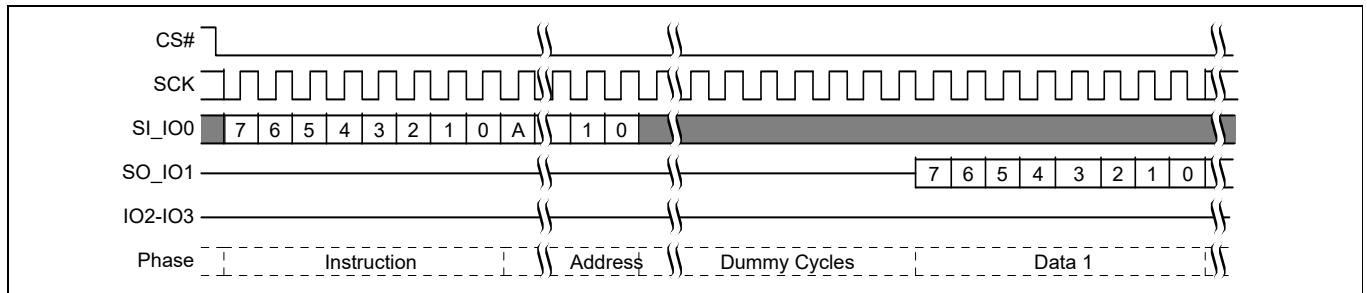 CS#
SCK
SI_IO0 7 6 5 4 3 2 1 0 A 1 0
SO_IO1 7 6 5 4 3 2 1 0
IO2-IO3
Phase Instruction Address Dummy Cycles Data 1